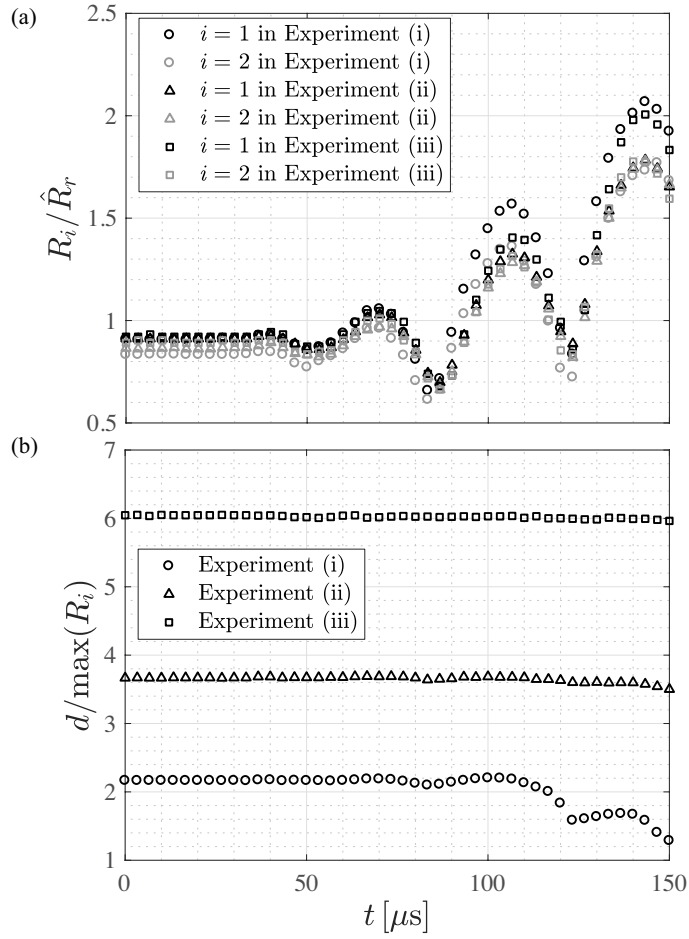 (a)
2.5
2
1.5
1
0.5
R_i/R̂_r
i = 1 in Experiment (i)
i = 2 in Experiment (i)
i = 1 in Experiment (ii)
i = 2 in Experiment (ii)
i = 1 in Experiment (iii)
i = 2 in Experiment (iii)
(b)
7
6
5
4
3
2
1
d/max(R_i)
Experiment (i)
Experiment (ii)
Experiment (iii)
0 50 100 150
t [μs]